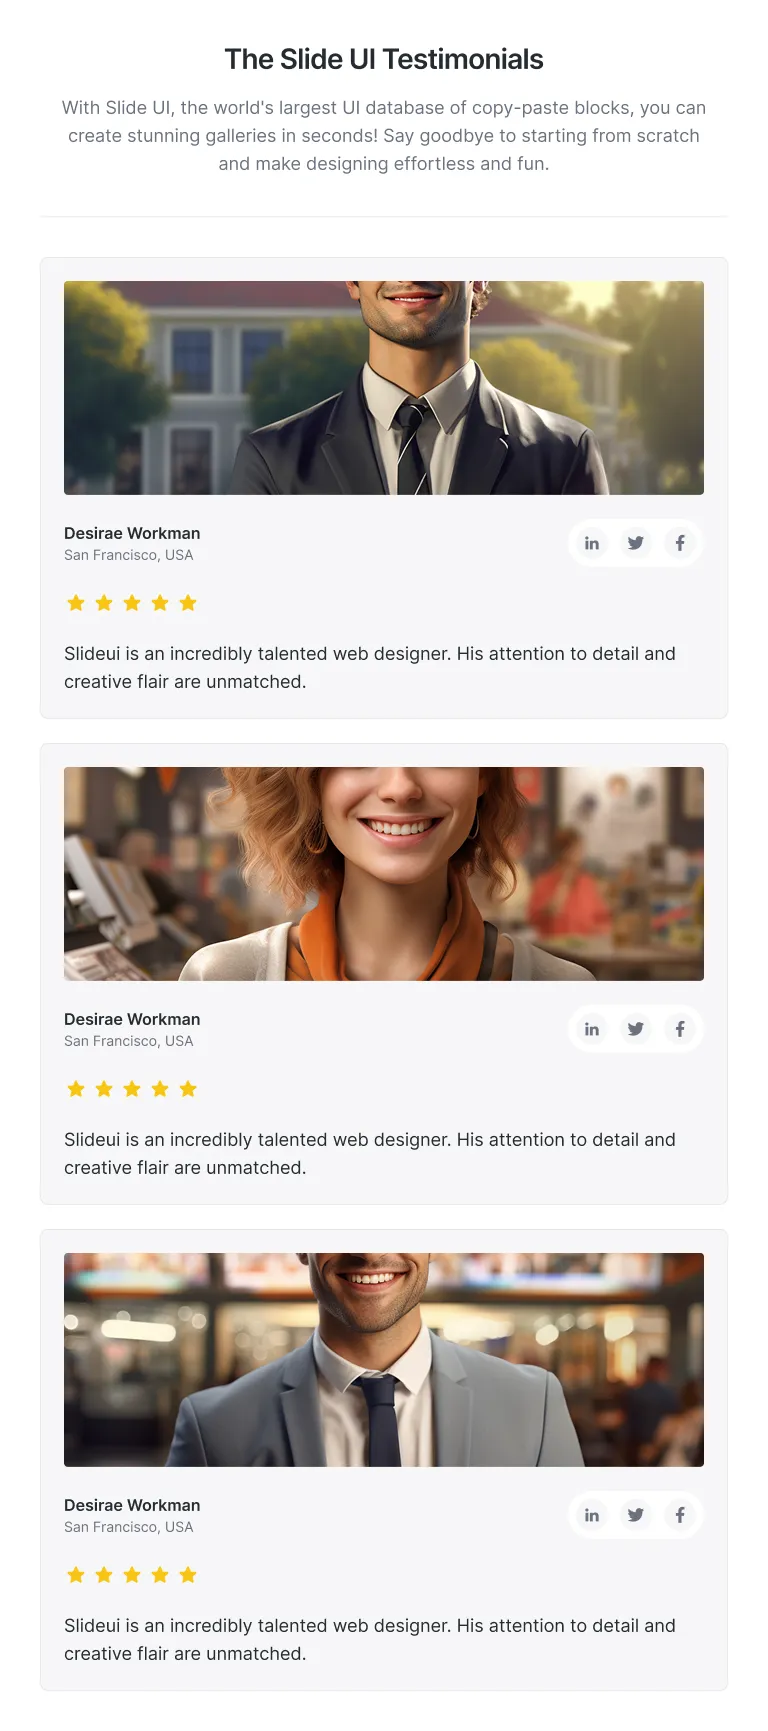 The Slide UI Testimonials
With Slide UI, the world's largest UI database of copy-paste blocks, you can
create stunning galleries in seconds! Say goodbye to starting from scratch
and make designing effortless and fun.
Desirae Workman
San Francisco, USA
Slideui is an incredibly talented web designer. His attention to detail and
creative flair are unmatched.
Desirae Workman
San Francisco, USA
Slideui is an incredibly talented web designer. His attention to detail and
creative flair are unmatched.
Desirae Workman
San Francisco, USA
Slideui is an incredibly talented web designer. His attention to detail and
creative flair are unmatched.